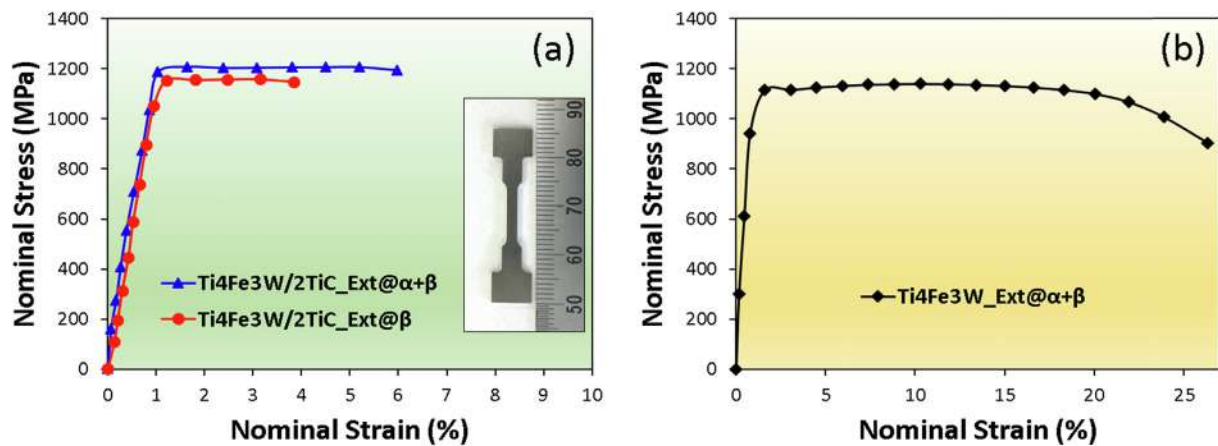 1400
1200
1000
800
600
400
200
0
Nominal Stress (MPa)
(a)
90
80
70
60
50
Ti4Fe3W/2TiC_Ext@α+β
Ti4Fe3W/2TiC_Ext@β
0 1 2 3 4 5 6 7 8 9 10
Nominal Strain (%)
1400
1200
1000
800
600
400
200
0
Nominal Stress (MPa)
(b)
Ti4Fe3W_Ext@α+β
0 5 10 15 20 25
Nominal Strain (%)